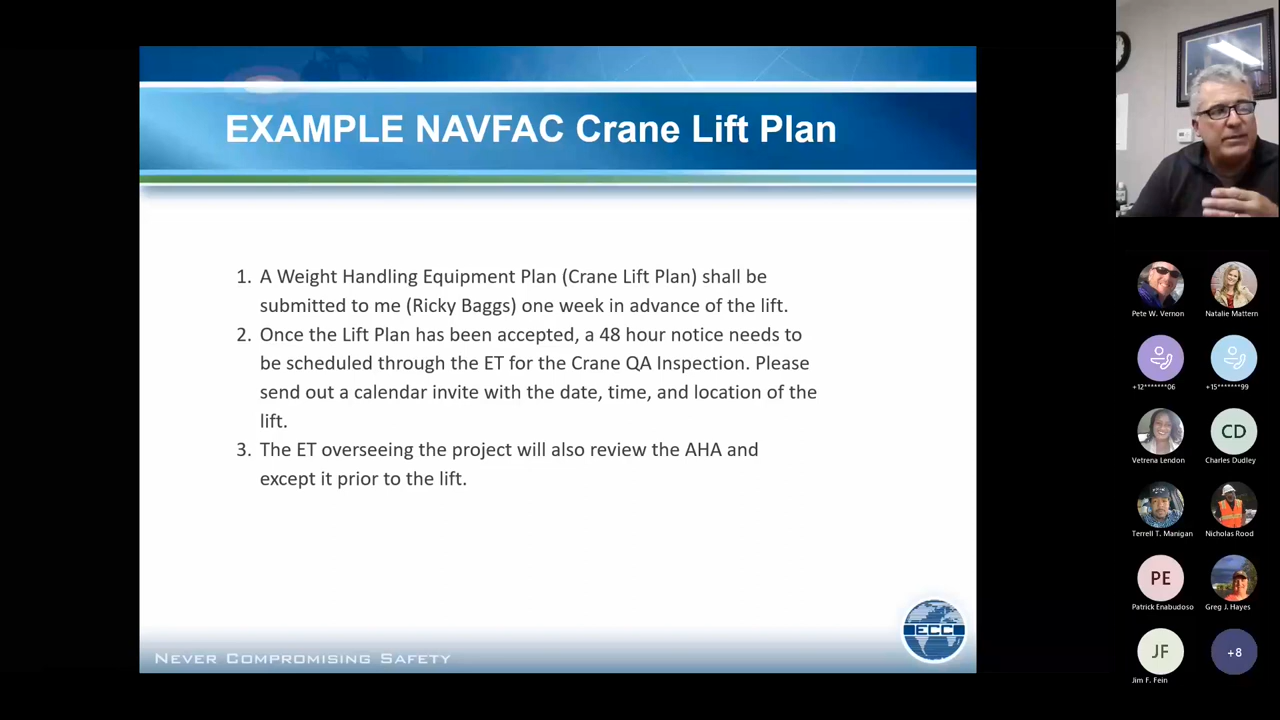 EXAMPLE NAVFAC Crane Lift Plan
1. A Weight Handling Equipment Plan (Crane Lift Plan) shall be
submitted to me (Ricky Baggs) one week in advance of the lift.
2. Once the Lift Plan has been accepted, a 48 hour notice needs to
be scheduled through the ET for the Crane QA Inspection. Please
send out a calendar invite with the date, time, and location of the
lift.
3. The ET overseeing the project will also review the AHA and
except it prior to the lift.
ECC
NEVER COMPROMISING SAFETY
Pete W. Vernon
Natalie Mattern
+12*******06
+15*******99
CD
Vetrena Lendon
Charles Dudley
Terrell T. Manigan
Nicholas Rood
PE
Patrick Enabudoso
Greg J. Hayes
JF
+8
Jim F. Fein